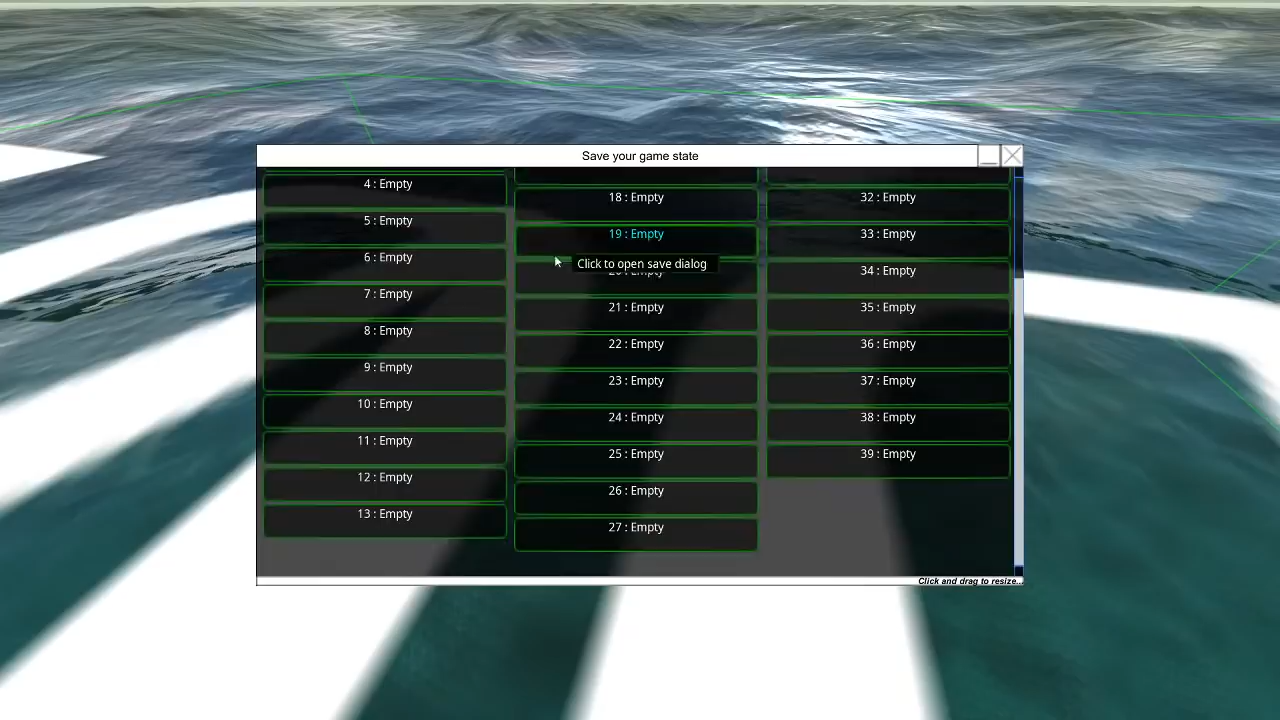 Save your game state
4 : Empty
5 : Empty
6 : Empty
7 : Empty
8 : Empty
9 : Empty
10 : Empty
11 : Empty
12 : Empty
13 : Empty
18 : Empty
19 : Empty
Click to open save dialog
21 : Empty
22 : Empty
23 : Empty
24 : Empty
25 : Empty
26 : Empty
27 : Empty
32 : Empty
33 : Empty
34 : Empty
35 : Empty
36 : Empty
37 : Empty
38 : Empty
39 : Empty
Click and drag to resize...